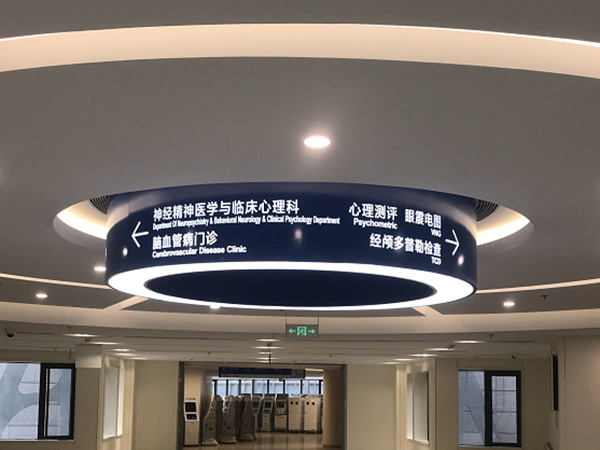 神经精神医学与临床心理科
Department Of Neuropsychiatry & Behavioral Neurology & Clinical Psychology Department
脑血管病门诊
Cerebrovascular Disease Clinic
心理测评 眼震电图
Psychometric VNG
经颅多普勒检查
TCD